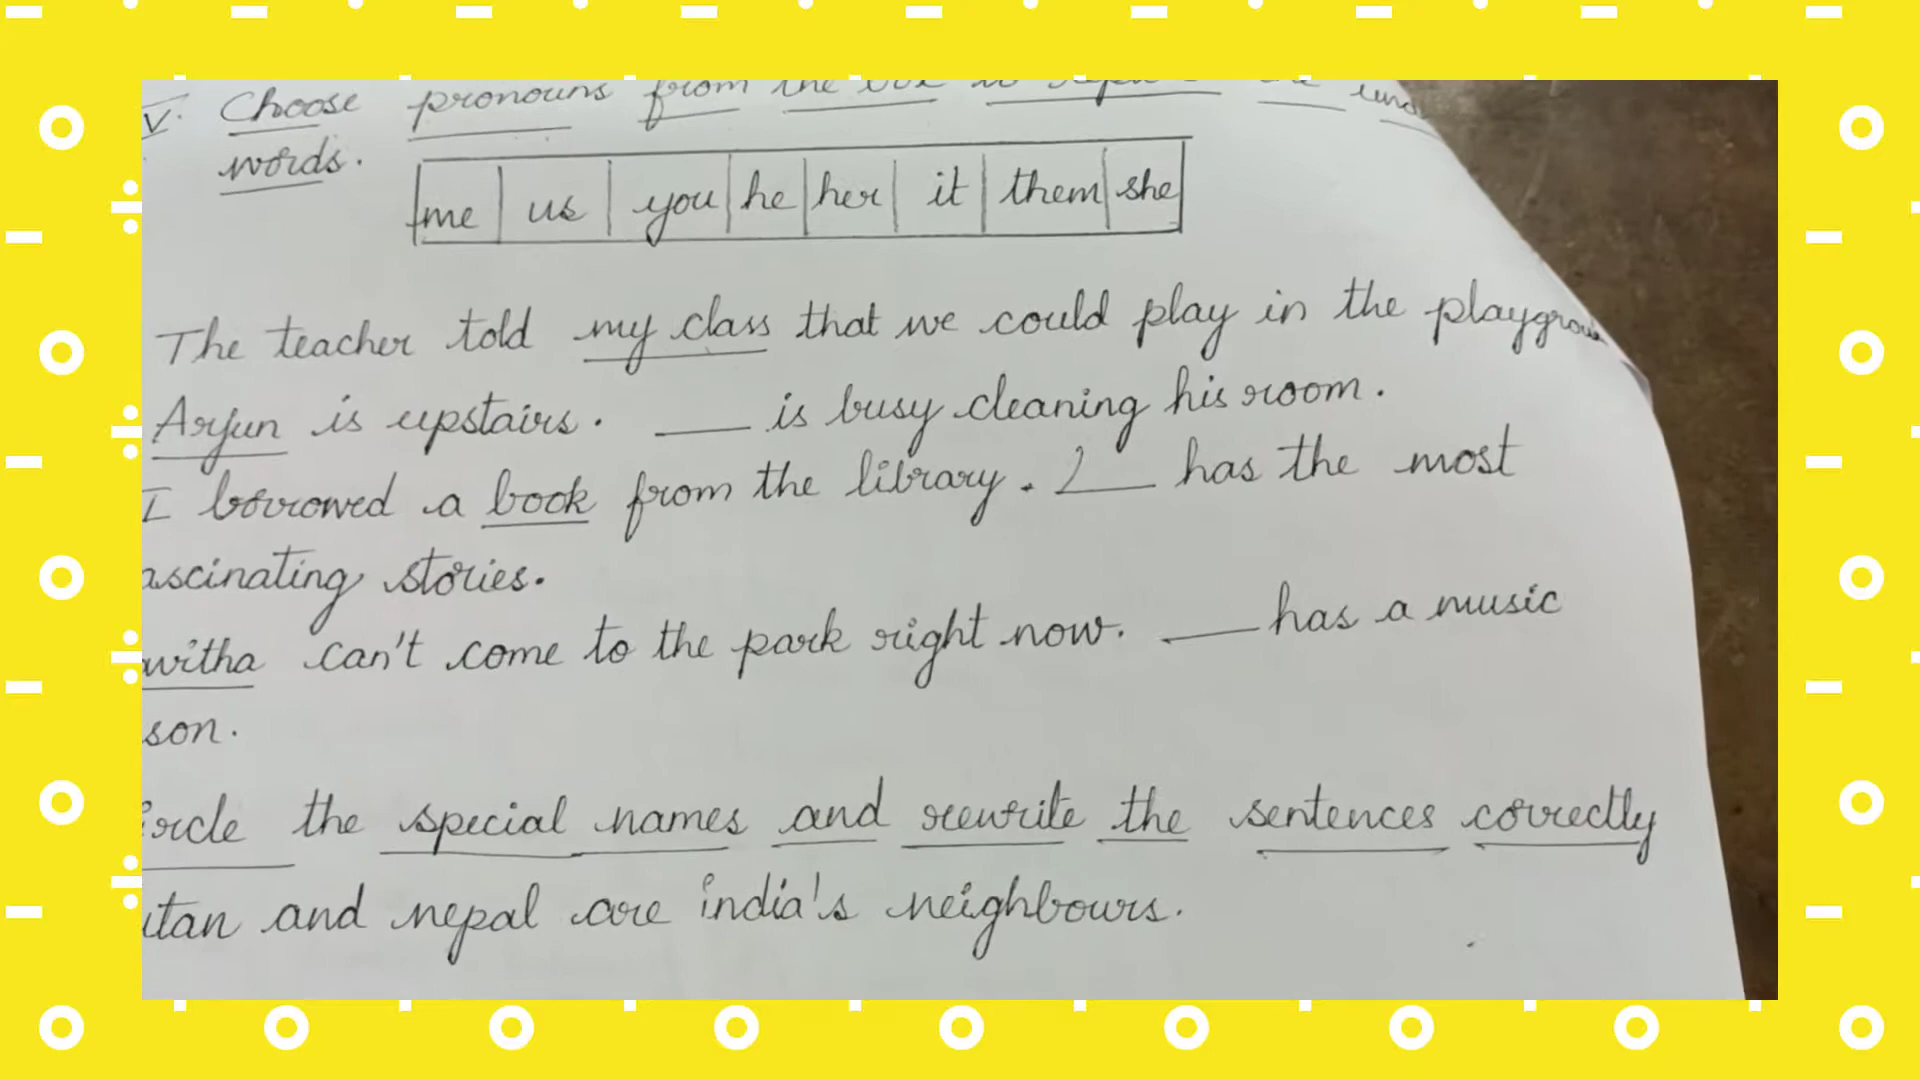 V. Choose pronouns from the
words.
me us you he her it them she
The teacher told my class that we could play in the
Arjun is upstairs. ___ is busy cleaning his room.
I borrowed a book from the library. ___ has the most
ascinating stories.
witha can't come to the park right now. ___ has a music
son.
ircle the special names and rewrite the sentences correctly
utan and nepal are india's neighbours.